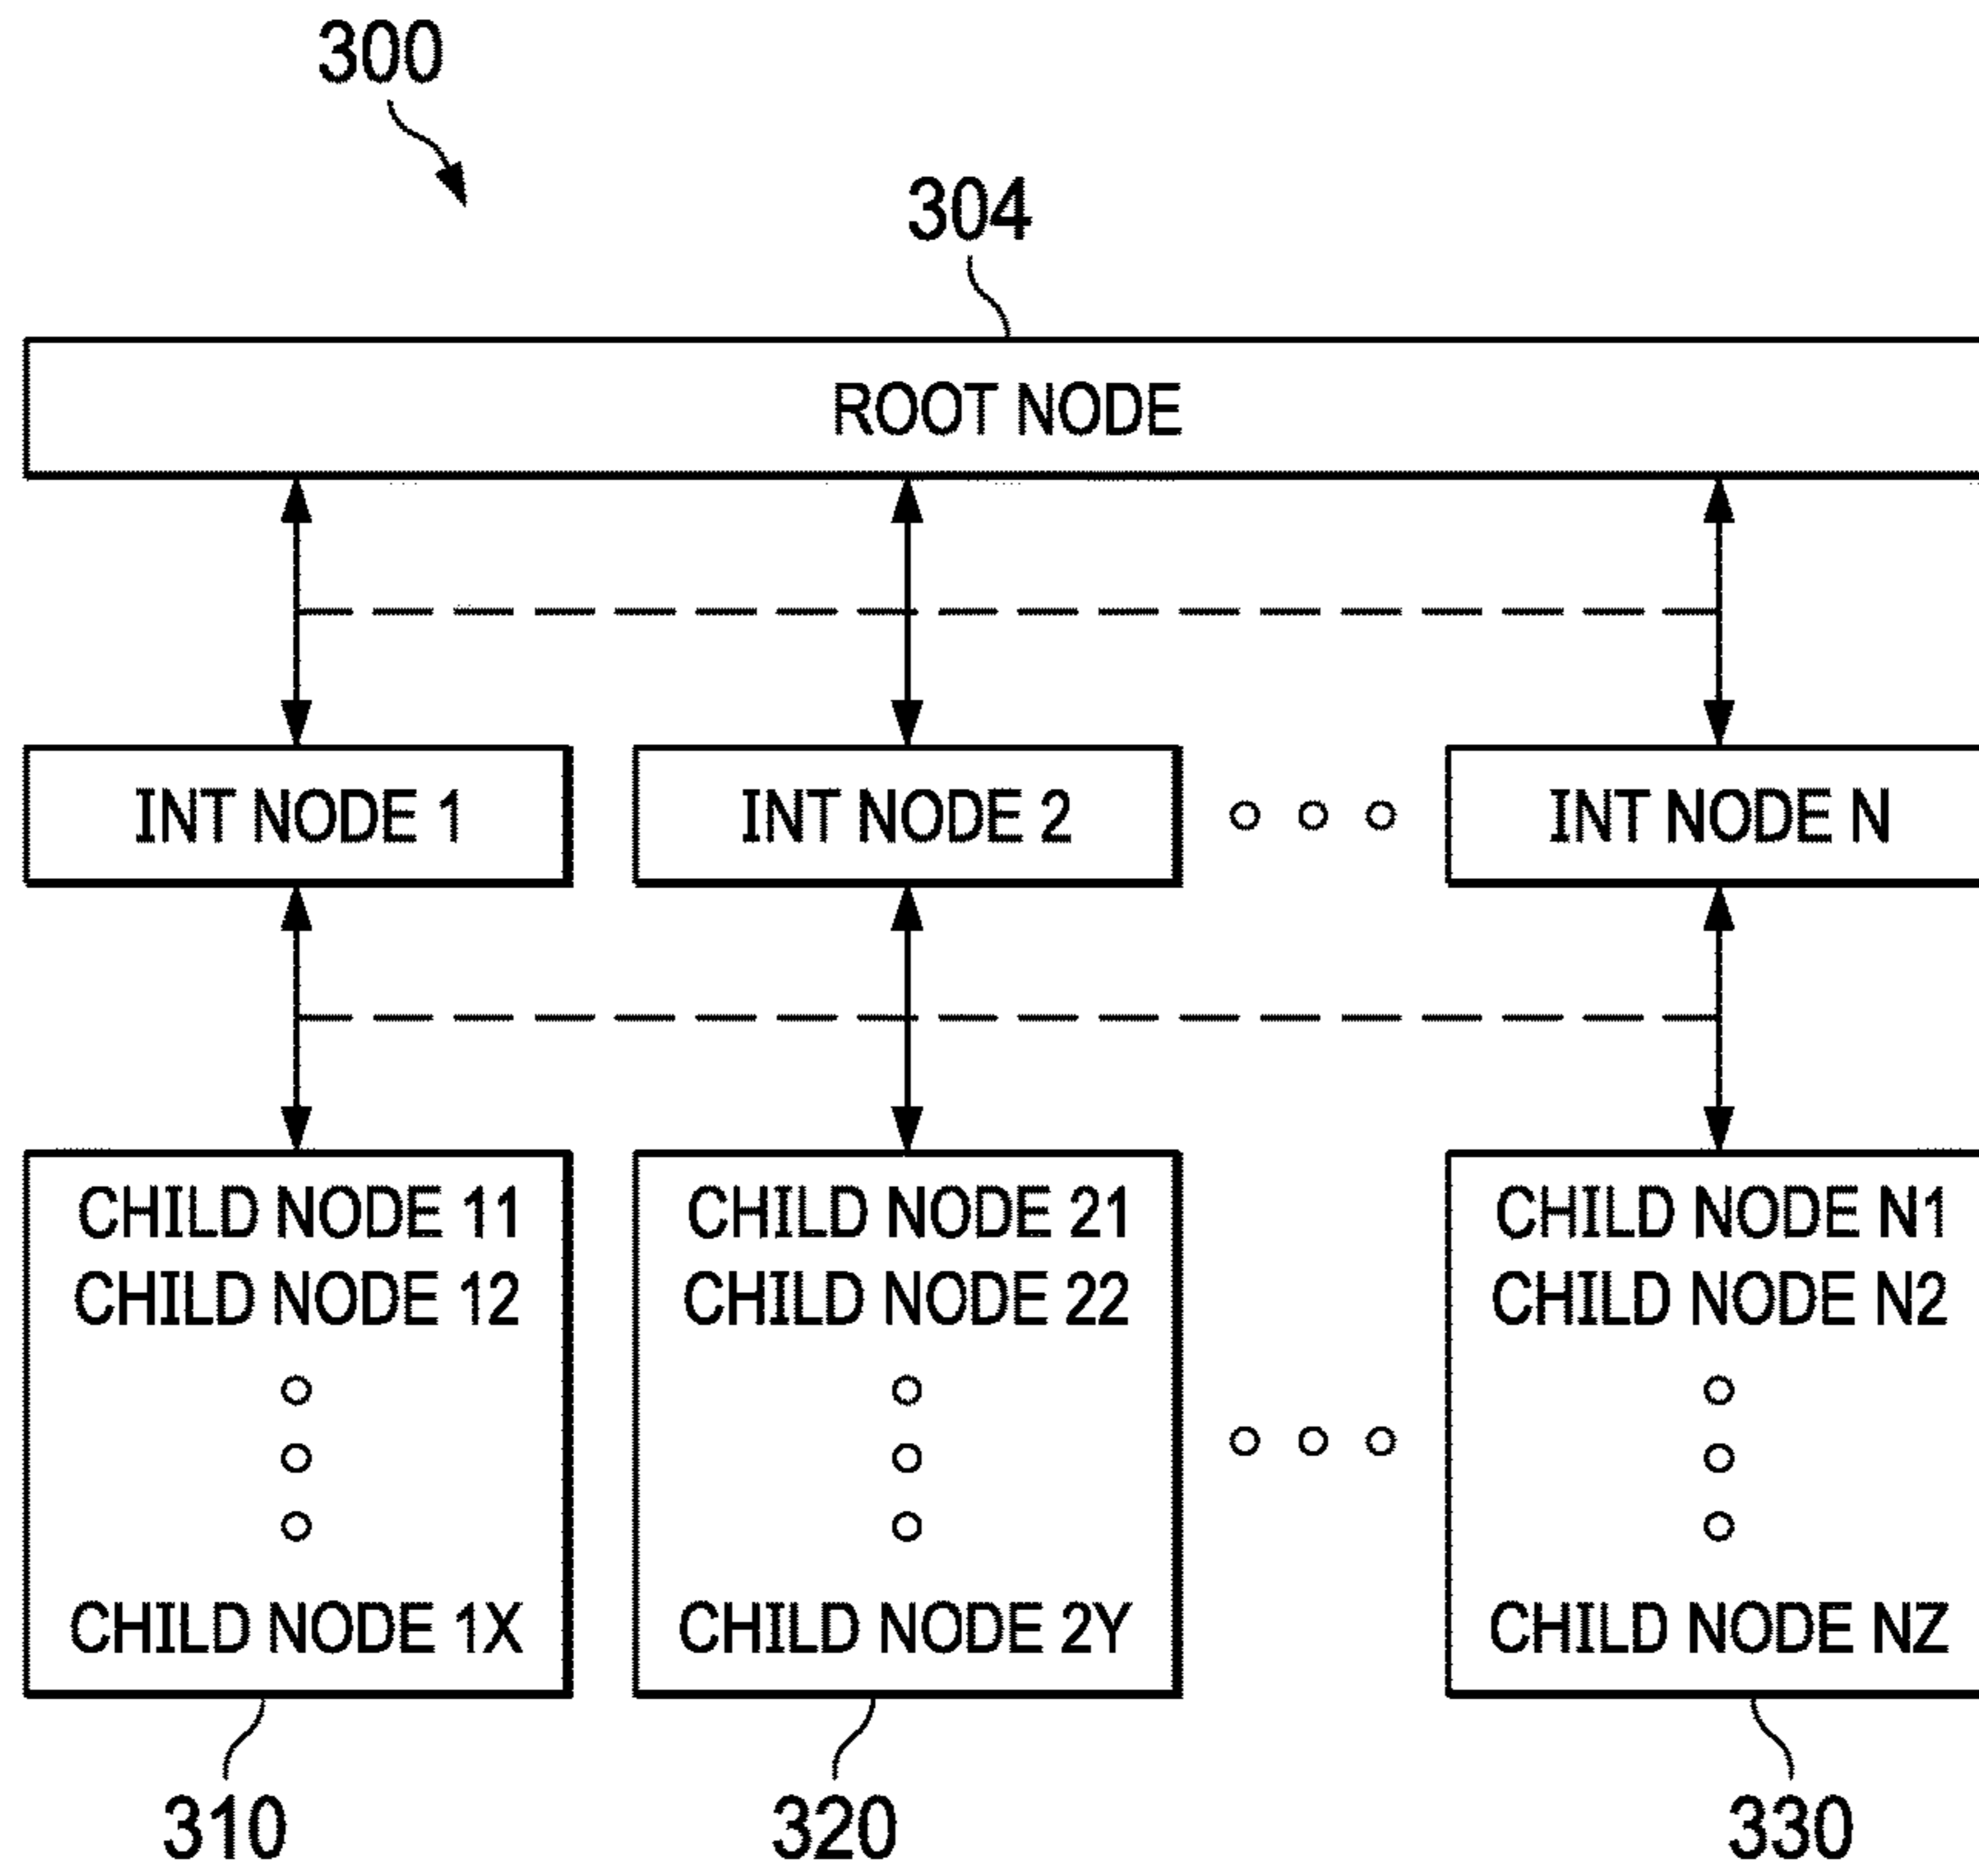 300
304
ROOT NODE
INT NODE 1
INT NODE 2
INT NODE N
CHILD NODE 11
CHILD NODE 12
CHILD NODE 1X
CHILD NODE 21
CHILD NODE 22
CHILD NODE 2Y
CHILD NODE N1
CHILD NODE N2
CHILD NODE NZ
310
320
330